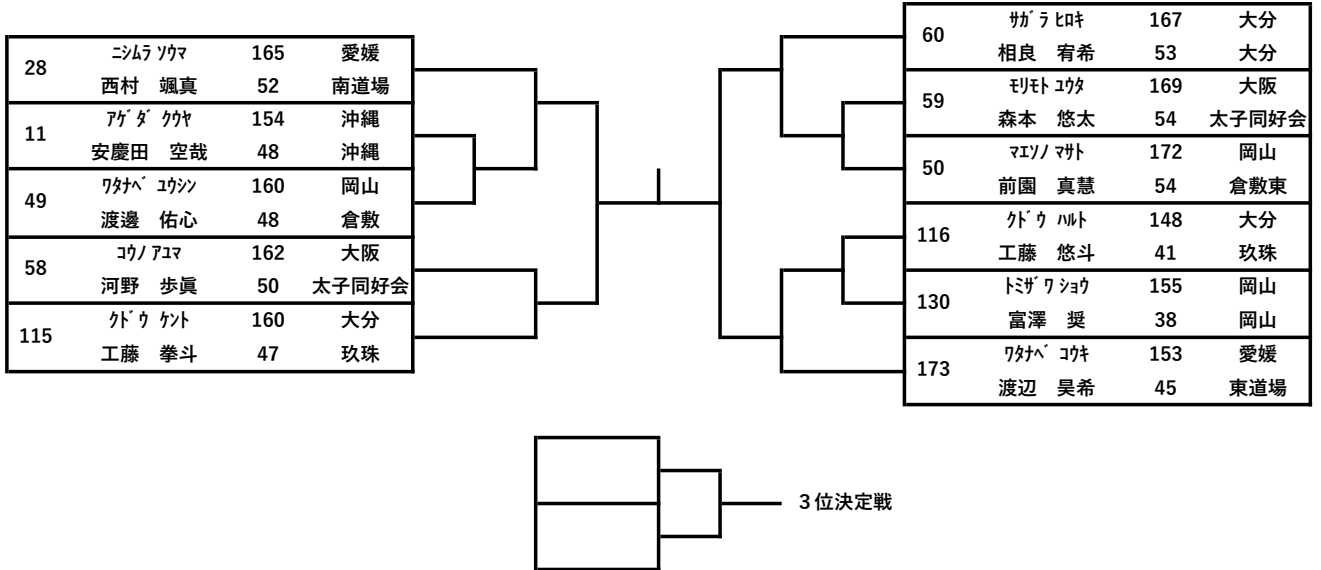 28 ﾆｼﾑﾗ ｿｳﾏ 165 愛媛
西村　颯真 52 南道場
11 ｱｹﾞﾀﾞ ｸｳﾔ 154 沖縄
安慶田　空哉 48 沖縄
49 ﾜﾀﾅﾍﾞ ﾕｳｼﾝ 160 岡山
渡邊　佑心 48 倉敷
58 ｺｳﾉ ｱﾕﾏ 162 大阪
河野　歩眞 50 太子同好会
115 ｸﾄﾞｳ ｹﾝﾄ 160 大分
工藤　拳斗 47 玖珠
60 ｻｶﾞﾗ ﾋﾛｷ 167 大分
相良　宥希 53 大分
59 ﾓﾘﾓﾄ ﾕｳﾀ 169 大阪
森本　悠太 54 太子同好会
50 ﾏｴｿﾉ ﾏｻﾄ 172 岡山
前園　真慧 54 倉敷東
116 ｸﾄﾞｳ ﾊﾙﾄ 148 大分
工藤　悠斗 41 玖珠
130 ﾄﾐｻﾞﾜ ｼｮｳ 155 岡山
富澤　奨 38 岡山
173 ﾜﾀﾅﾍﾞ ｺｳｷ 153 愛媛
渡辺　昊希 45 東道場
３位決定戦